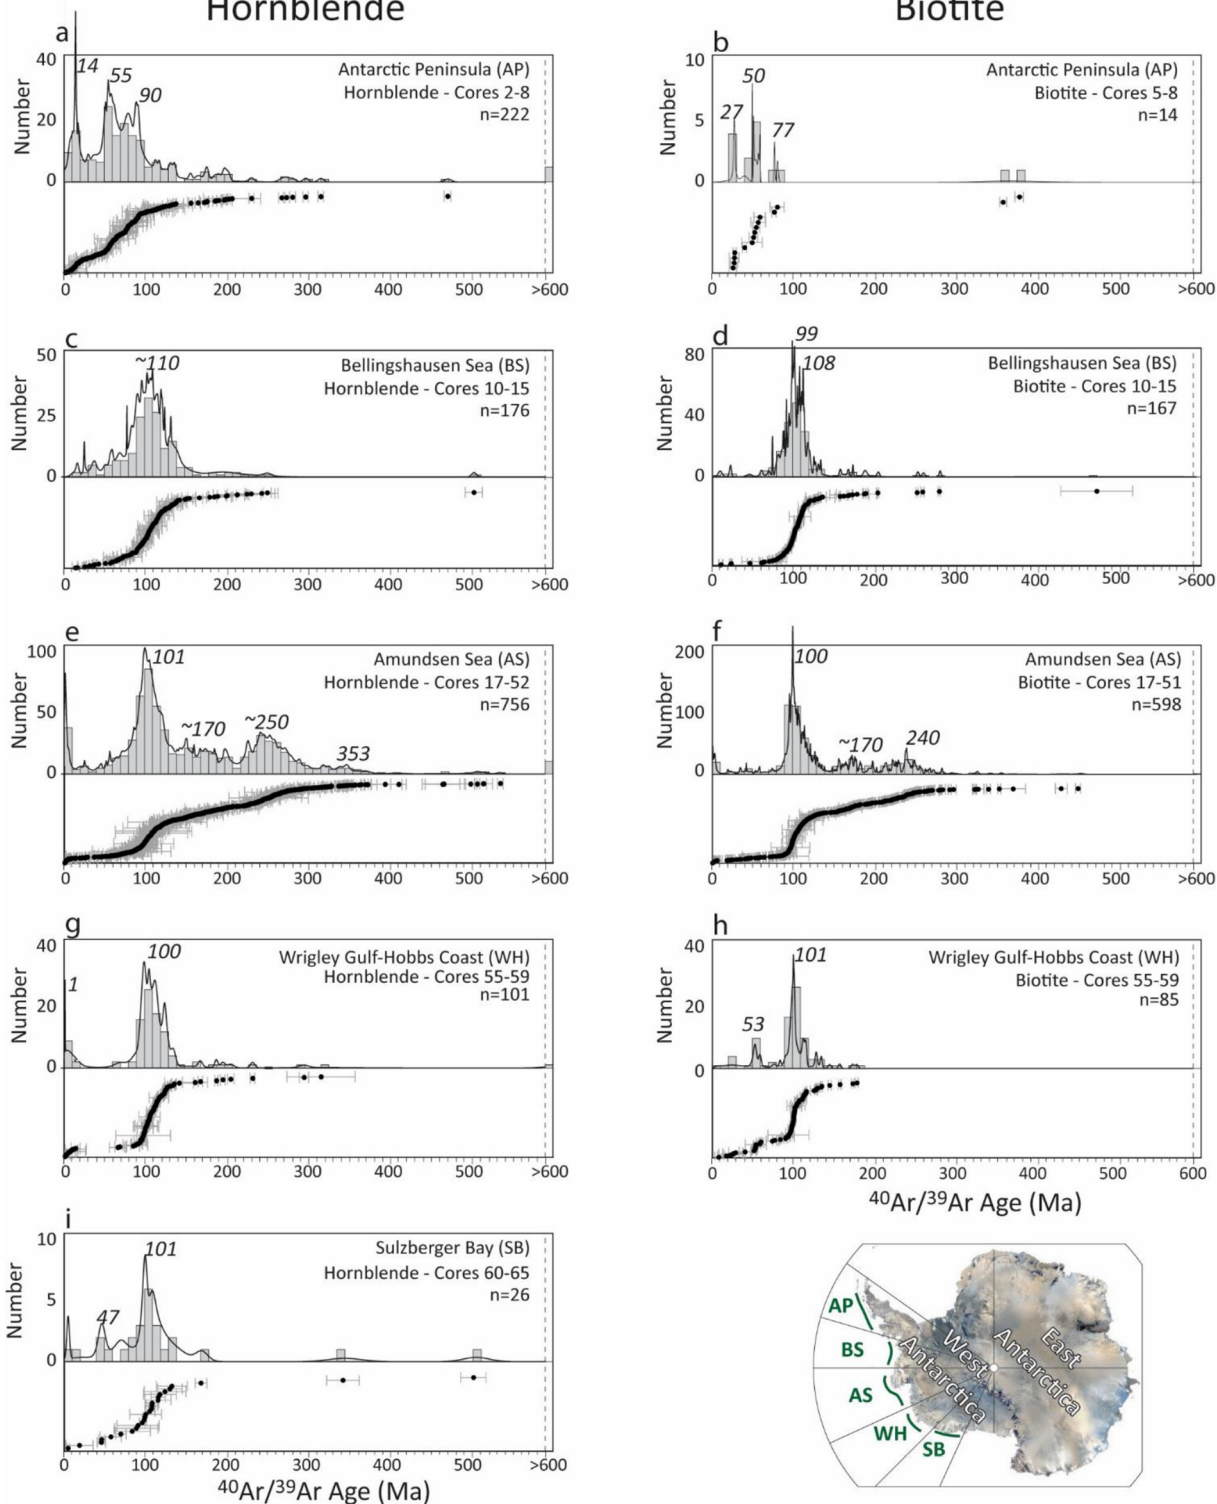 Hornblende
Biotite
a
40
20
0
Number
14
55
90
Antarctic Peninsula (AP)
Hornblende - Cores 2-8
n=222
0 100 200 300 400 500 >600
b
10
5
0
Number
27
50
77
Antarctic Peninsula (AP)
Biotite - Cores 5-8
n=14
0 100 200 300 400 500 >600
c
50
25
0
Number
~110
Bellingshausen Sea (BS)
Hornblende - Cores 10-15
n=176
0 100 200 300 400 500 >600
d
80
40
0
Number
99
108
Bellingshausen Sea (BS)
Biotite - Cores 10-15
n=167
0 100 200 300 400 500 >600
e
100
50
0
Number
101
~170
~250
353
Amundsen Sea (AS)
Hornblende - Cores 17-52
n=756
0 100 200 300 400 500 >600
f
200
100
0
Number
100
~170
240
Amundsen Sea (AS)
Biotite - Cores 17-51
n=598
0 100 200 300 400 500 >600
g
40
20
0
Number
1
100
Wrigley Gulf-Hobbs Coast (WH)
Hornblende - Cores 55-59
n=101
0 100 200 300 400 500 >600
h
40
20
0
Number
53
101
Wrigley Gulf-Hobbs Coast (WH)
Biotite - Cores 55-59
n=85
0 100 200 300 400 500 600
⁴⁰Ar/³⁹Ar Age (Ma)
i
10
5
0
Number
47
101
Sulzberger Bay (SB)
Hornblende - Cores 60-65
n=26
0 100 200 300 400 500 >600
⁴⁰Ar/³⁹Ar Age (Ma)
AP
BS
AS
WH
SB
West
Antarctica
East
Antarctica